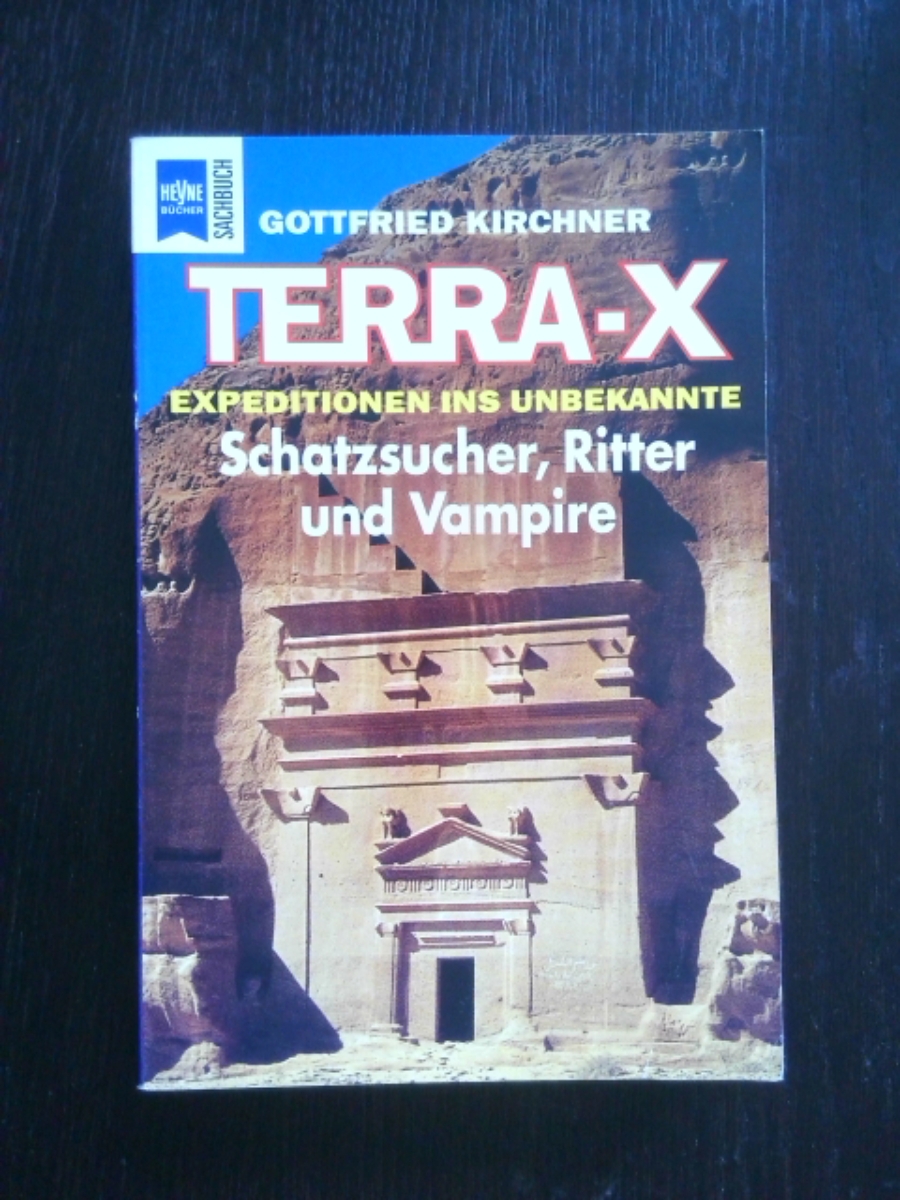 HEYNE
BÜCHER
SACHBUCH
GOTTFRIED KIRCHNER
TERRA-X
EXPEDITIONEN INS UNBEKANNTE
Schatzsucher, Ritter
und Vampire